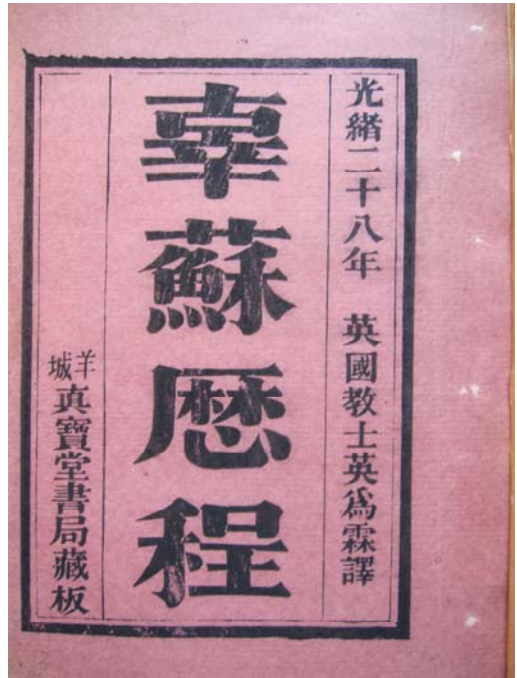 光緒二十八年　英國教士英為霖譯
辜蘇歷程
羊城真寶堂書局藏板